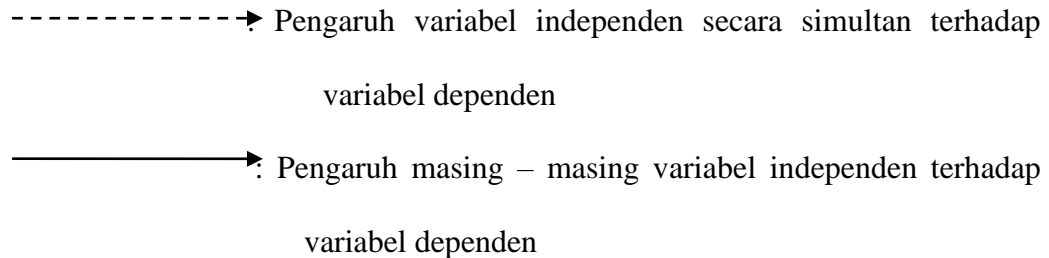 : Pengaruh variabel independen secara simultan terhadap
variabel dependen
: Pengaruh masing – masing variabel independen terhadap
variabel dependen